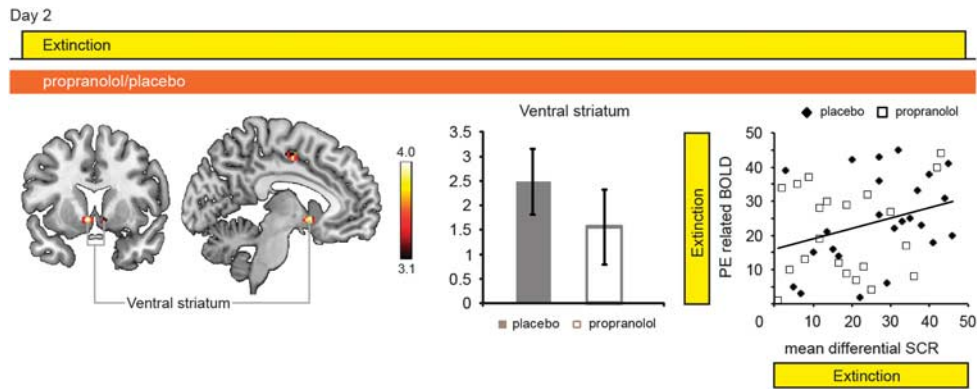 Day 2
Extinction
propranolol/placebo
4.0
3.1
Ventral striatum
Ventral striatum
3.5
3
2.5
2
1.5
1
0.5
0
placebo
propranolol
Extinction
placebo
propranolol
PE related BOLD
50
40
30
20
10
0
0
10
20
30
40
50
mean differential SCR
Extinction